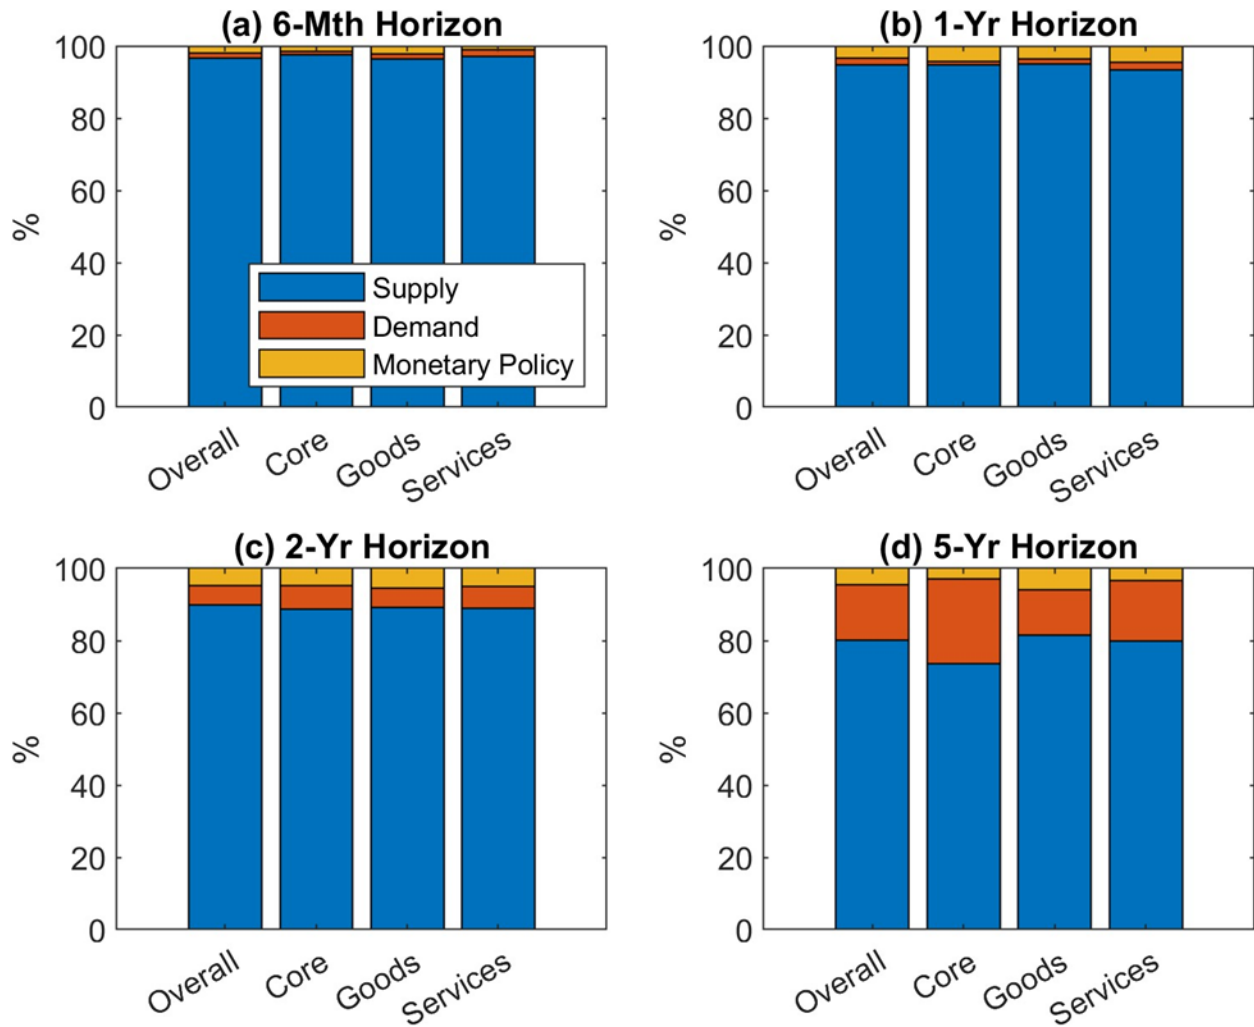 (a) 6-Mth Horizon
100
80
60
40
20
0
%
Supply
Demand
Monetary Policy
Overall
Core
Goods
Services
(b) 1-Yr Horizon
100
80
60
40
20
0
%
Overall
Core
Goods
Services
(c) 2-Yr Horizon
100
80
60
40
20
0
%
Overall
Core
Goods
Services
(d) 5-Yr Horizon
100
80
60
40
20
0
%
Overall
Core
Goods
Services